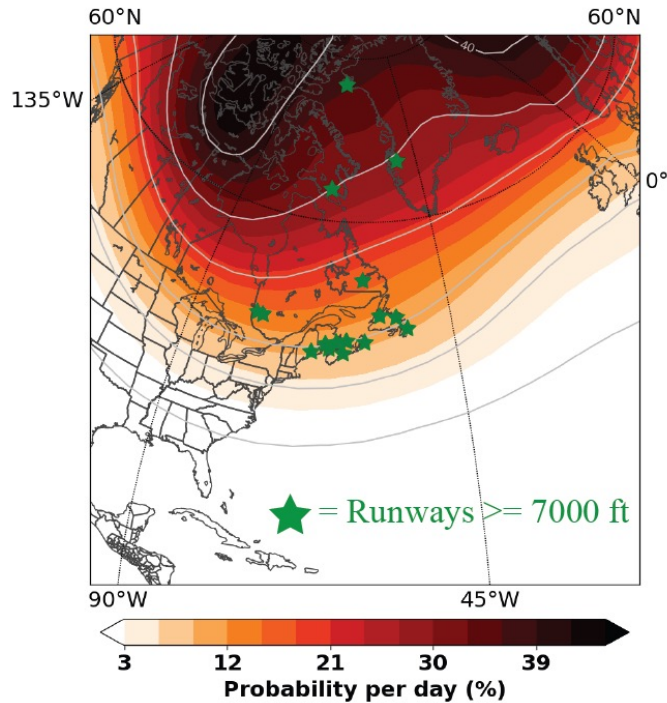 60°N 60°N
40
135°W
0°
= Runways >= 7000 ft
90°W 45°W
3 12 21 30 39
Probability per day (%)